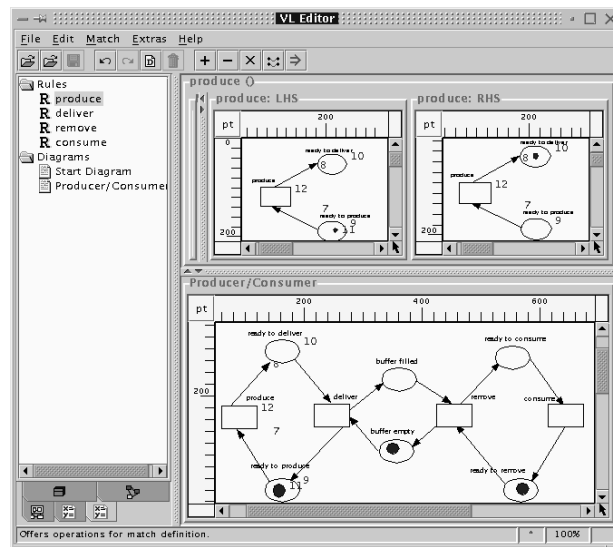 VL Editor
File Edit Match Extras Help
Rules
R produce
R deliver
R remove
R consume
Diagrams
Start Diagram
Producer/Consumer
produce ()
produce: LHS
pt
200
0
200
ready to deliver
8
10
produce
12
7
ready to produce
9
11
produce: RHS
pt
200
0
200
ready to deliver
8
10
produce
12
7
ready to produce
9
Producer/Consumer
pt
200
400
600
200
ready to deliver
10
8
buffer filled
ready to consume
produce
12
7
deliver
remove
consume
buffer empty
ready to produce
9
11
ready to remove
Offers operations for match definition.
* 100%